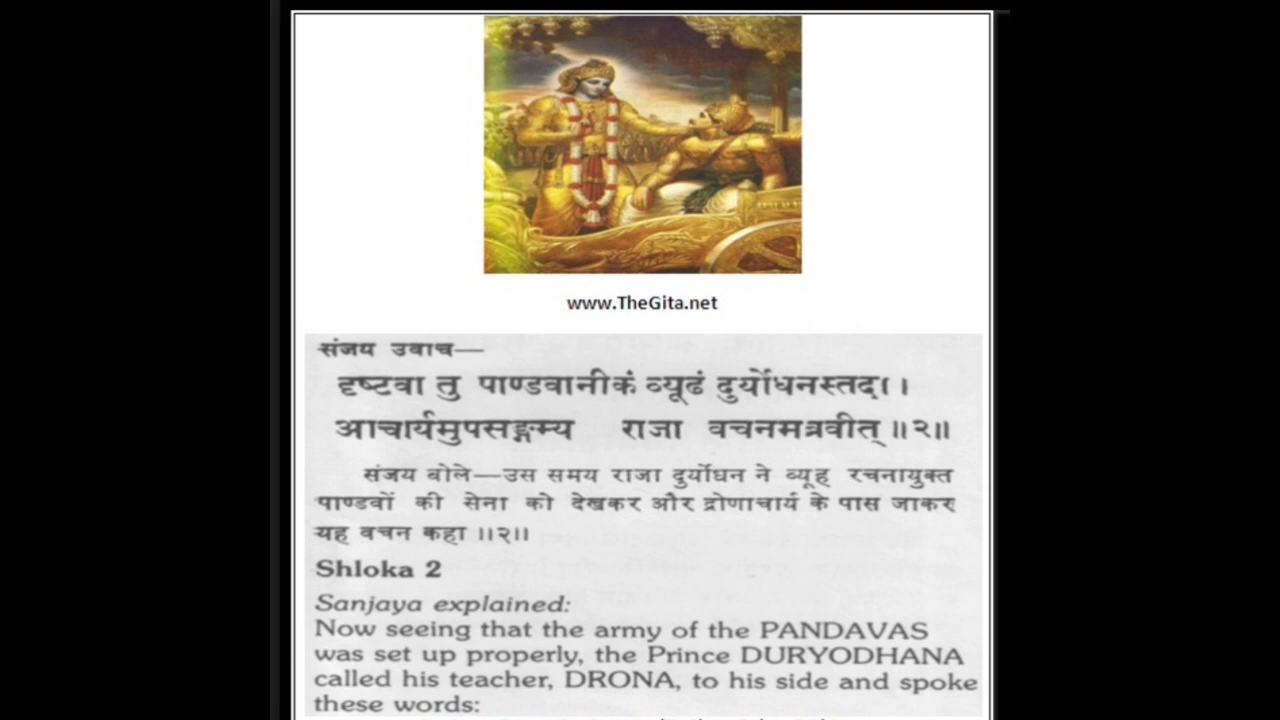 www.TheGita.net
संजय उवाच—
दृष्टवा तु पाण्डवानीकं व्यूढं दुर्योधनस्तदा।
आचार्यमुपसङ्गम्य राजा वचनमब्रवीत् ॥२॥
संजय बोले—उस समय राजा दुर्योधन ने व्यूह रचनायुक्त
पाण्डवों की सेना को देखकर और द्रोणाचार्य के पास जाकर
यह वचन कहा ॥२॥
Shloka 2
Sanjaya explained:
Now seeing that the army of the PANDAVAS
was set up properly, the Prince DURYODHANA
called his teacher, DRONA, to his side and spoke
these words: